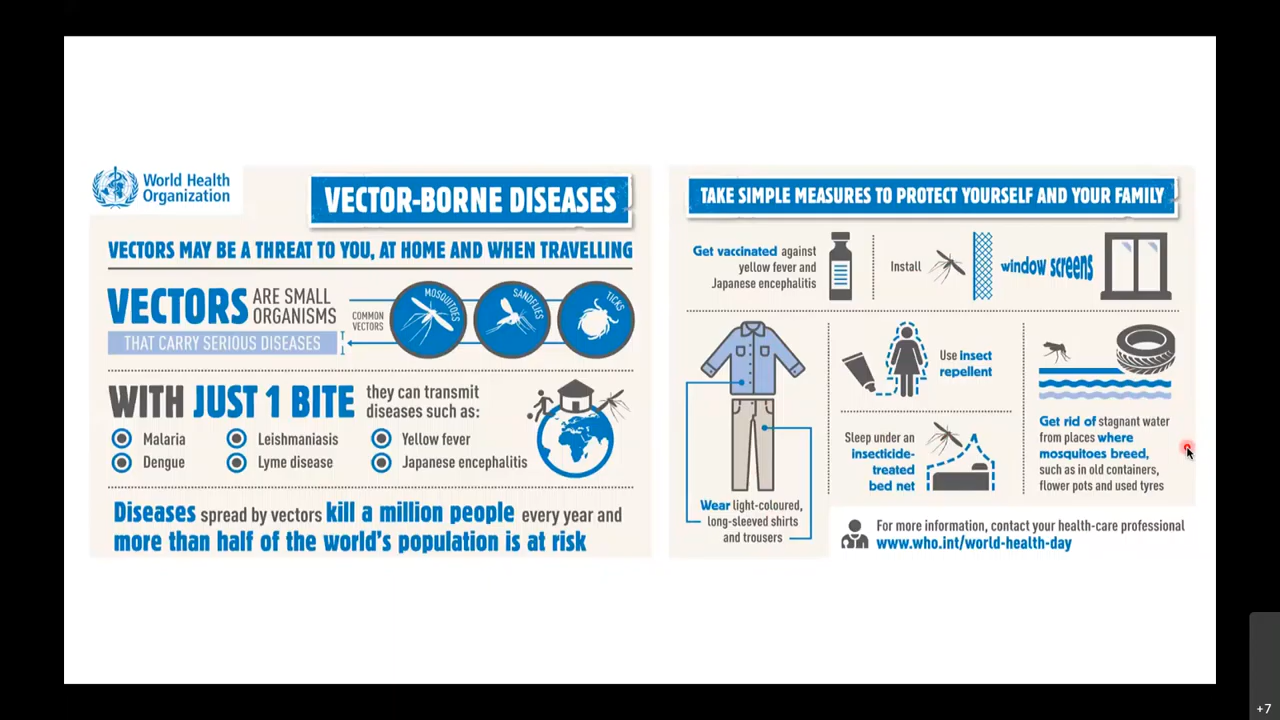 World Health
Organization
VECTOR-BORNE DISEASES
VECTORS MAY BE A THREAT TO YOU, AT HOME AND WHEN TRAVELLING
VECTORS ARE SMALL
ORGANISMS
THAT CARRY SERIOUS DISEASES
COMMON
VECTORS
MOSQUITOES
SANDFLIES
TICKS
WITH JUST 1 BITE they can transmit
diseases such as:
Malaria
Leishmaniasis
Yellow fever
Dengue
Lyme disease
Japanese encephalitis
Diseases spread by vectors kill a million people every year and
more than half of the world's population is at risk
TAKE SIMPLE MEASURES TO PROTECT YOURSELF AND YOUR FAMILY
Get vaccinated against
yellow fever and
Japanese encephalitis
Install
window screens
Wear light-coloured,
long-sleeved shirts
and trousers
Use insect
repellent
Sleep under an
insecticide-
treated
bed net
Get rid of stagnant water
from places where
mosquitoes breed,
such as in old containers,
flower pots and used tyres
For more information, contact your health-care professional
www.who.int/world-health-day
+7